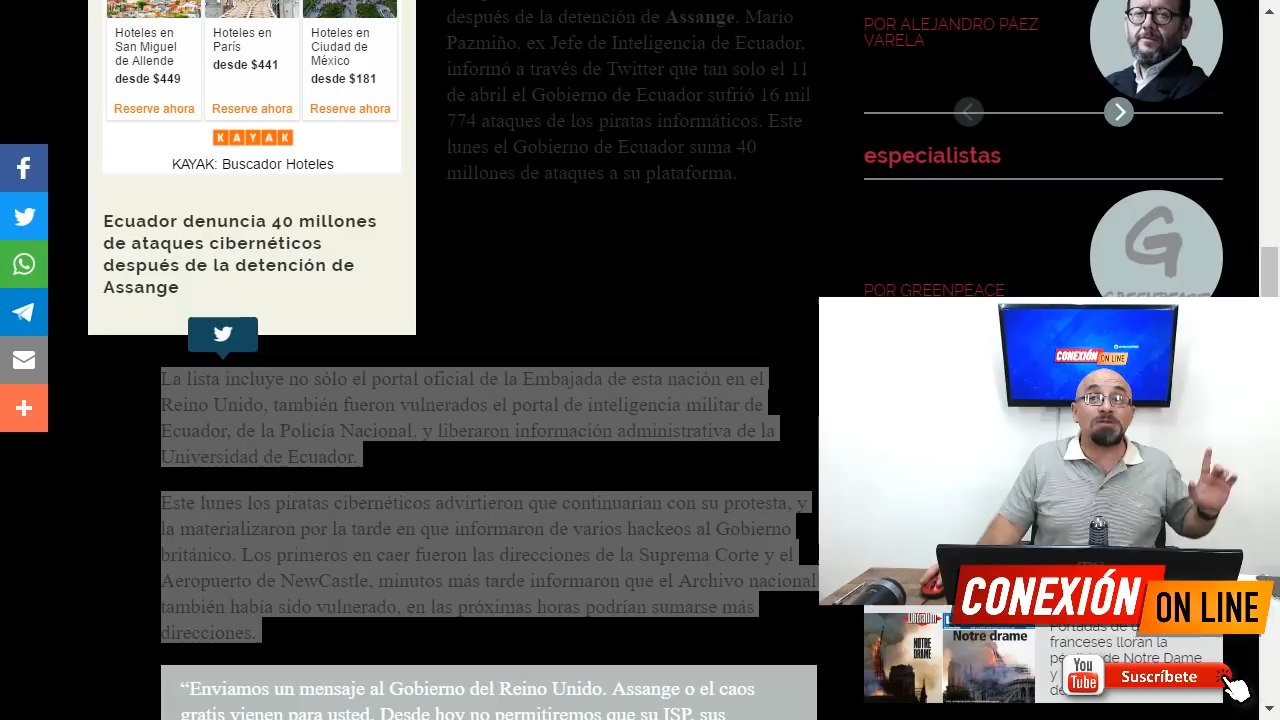 Hoteles en
San Miguel
de Allende
desde $449
Reserve ahora
Hoteles en
París
desde $441
Reserve ahora
Hoteles en
Ciudad de
México
desde $181
Reserve ahora
KAYAK
KAYAK: Buscador Hoteles
Ecuador denuncia 40 millones
de ataques cibernéticos
después de la detención de
Assange
después de la detención de Assange. Mario
Pazmiño, ex Jefe de Inteligencia de Ecuador,
informó a través de Twitter que tan solo el 11
de abril el Gobierno de Ecuador sufrió 16 mil
774 ataques de los piratas informáticos. Este
lunes el Gobierno de Ecuador suma 40
millones de ataques a su plataforma.
La lista incluye no sólo el portal oficial de la Embajada de esta nación en el
Reino Unido, también fueron vulnerados el portal de inteligencia militar de
Ecuador, de la Policía Nacional, y liberaron información administrativa de la
Universidad de Ecuador.
Este lunes los piratas cibernéticos advirtieron que continuarían con su protesta, y
la materializaron por la tarde en que informaron de varios hackeos al Gobierno
británico. Los primeros en caer fueron las direcciones de la Suprema Corte y el
Aeropuerto de NewCastle, minutos más tarde informaron que el Archivo nacional
también había sido vulnerado, en las próximas horas podrían sumarse más
direcciones.
“Enviamos un mensaje al Gobierno del Reino Unido. Assange o el caos
gratis vienen para usted. Desde hoy no permitiremos que su ISP, sus
POR ALEJANDRO PÁEZ
VARELA
especialistas
POR GREENPEACE
GREENPEACE
CONEXIÓN ON LINE
CONEXIÓN
ON LINE
Libération
NOTRE
DRAME
Notre drame
franceses lloran la
de Notre Dame
You
Tube
Suscríbete